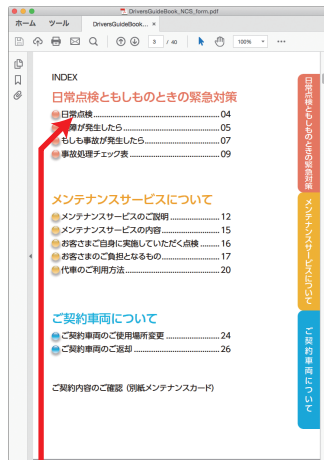 DriversGuideBook_NCS_form.pdf
ホーム ツール DriversGuideBook_NC... ×
3 / 40 100%
INDEX
日常点検ともしものときの緊急対策
日常点検 04
障が発生したら 05
もしも事故が発生したら 07
事故処理チェック表 09
メンテナンスサービスについて
メンテナンスサービスのご説明 12
メンテナンスサービスの内容 15
お客さまご自身に実施していただく点検 16
お客さまのご負担となるもの 17
代車のご利用方法 20
ご契約車両について
ご契約車両のご使用場所変更 24
ご契約車両のご返却 26
ご契約内容のご確認（別紙メンテナンスカード）
日常点検ともしものときの緊急対策
メンテナンスサービスについて
ご契約車両について